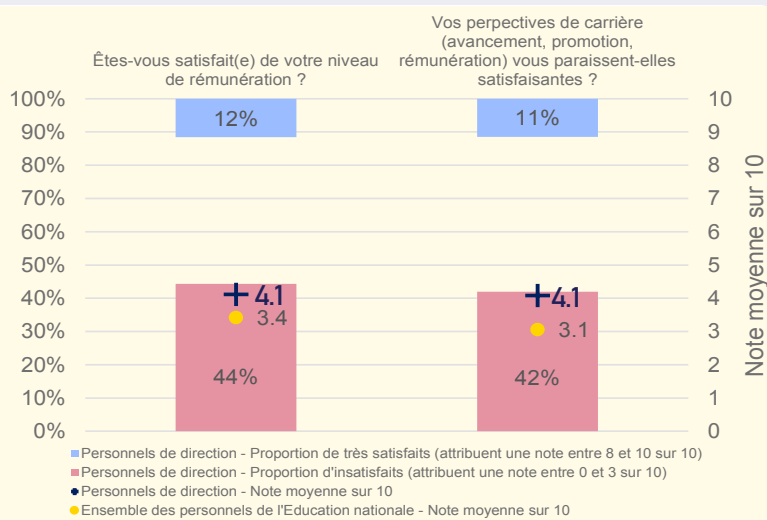 Êtes-vous satisfait(e) de votre niveau
de rémunération ?
Vos perpectives de carrière
(avancement, promotion,
rémunération) vous paraissent-elles
satisfaisantes ?
100%
90%
80%
70%
60%
50%
40%
30%
20%
10%
0%
12%
4.1
3.4
44%
11%
4.1
3.1
42%
10
9
8
7
6
5
4
3
2
1
0
Note moyenne sur 10
Personnels de direction - Proportion de très satisfaits (attribuent une note entre 8 et 10 sur 10)
Personnels de direction - Proportion d'insatisfaits (attribuent une note entre 0 et 3 sur 10)
Personnels de direction - Note moyenne sur 10
Ensemble des personnels de l'Education nationale - Note moyenne sur 10